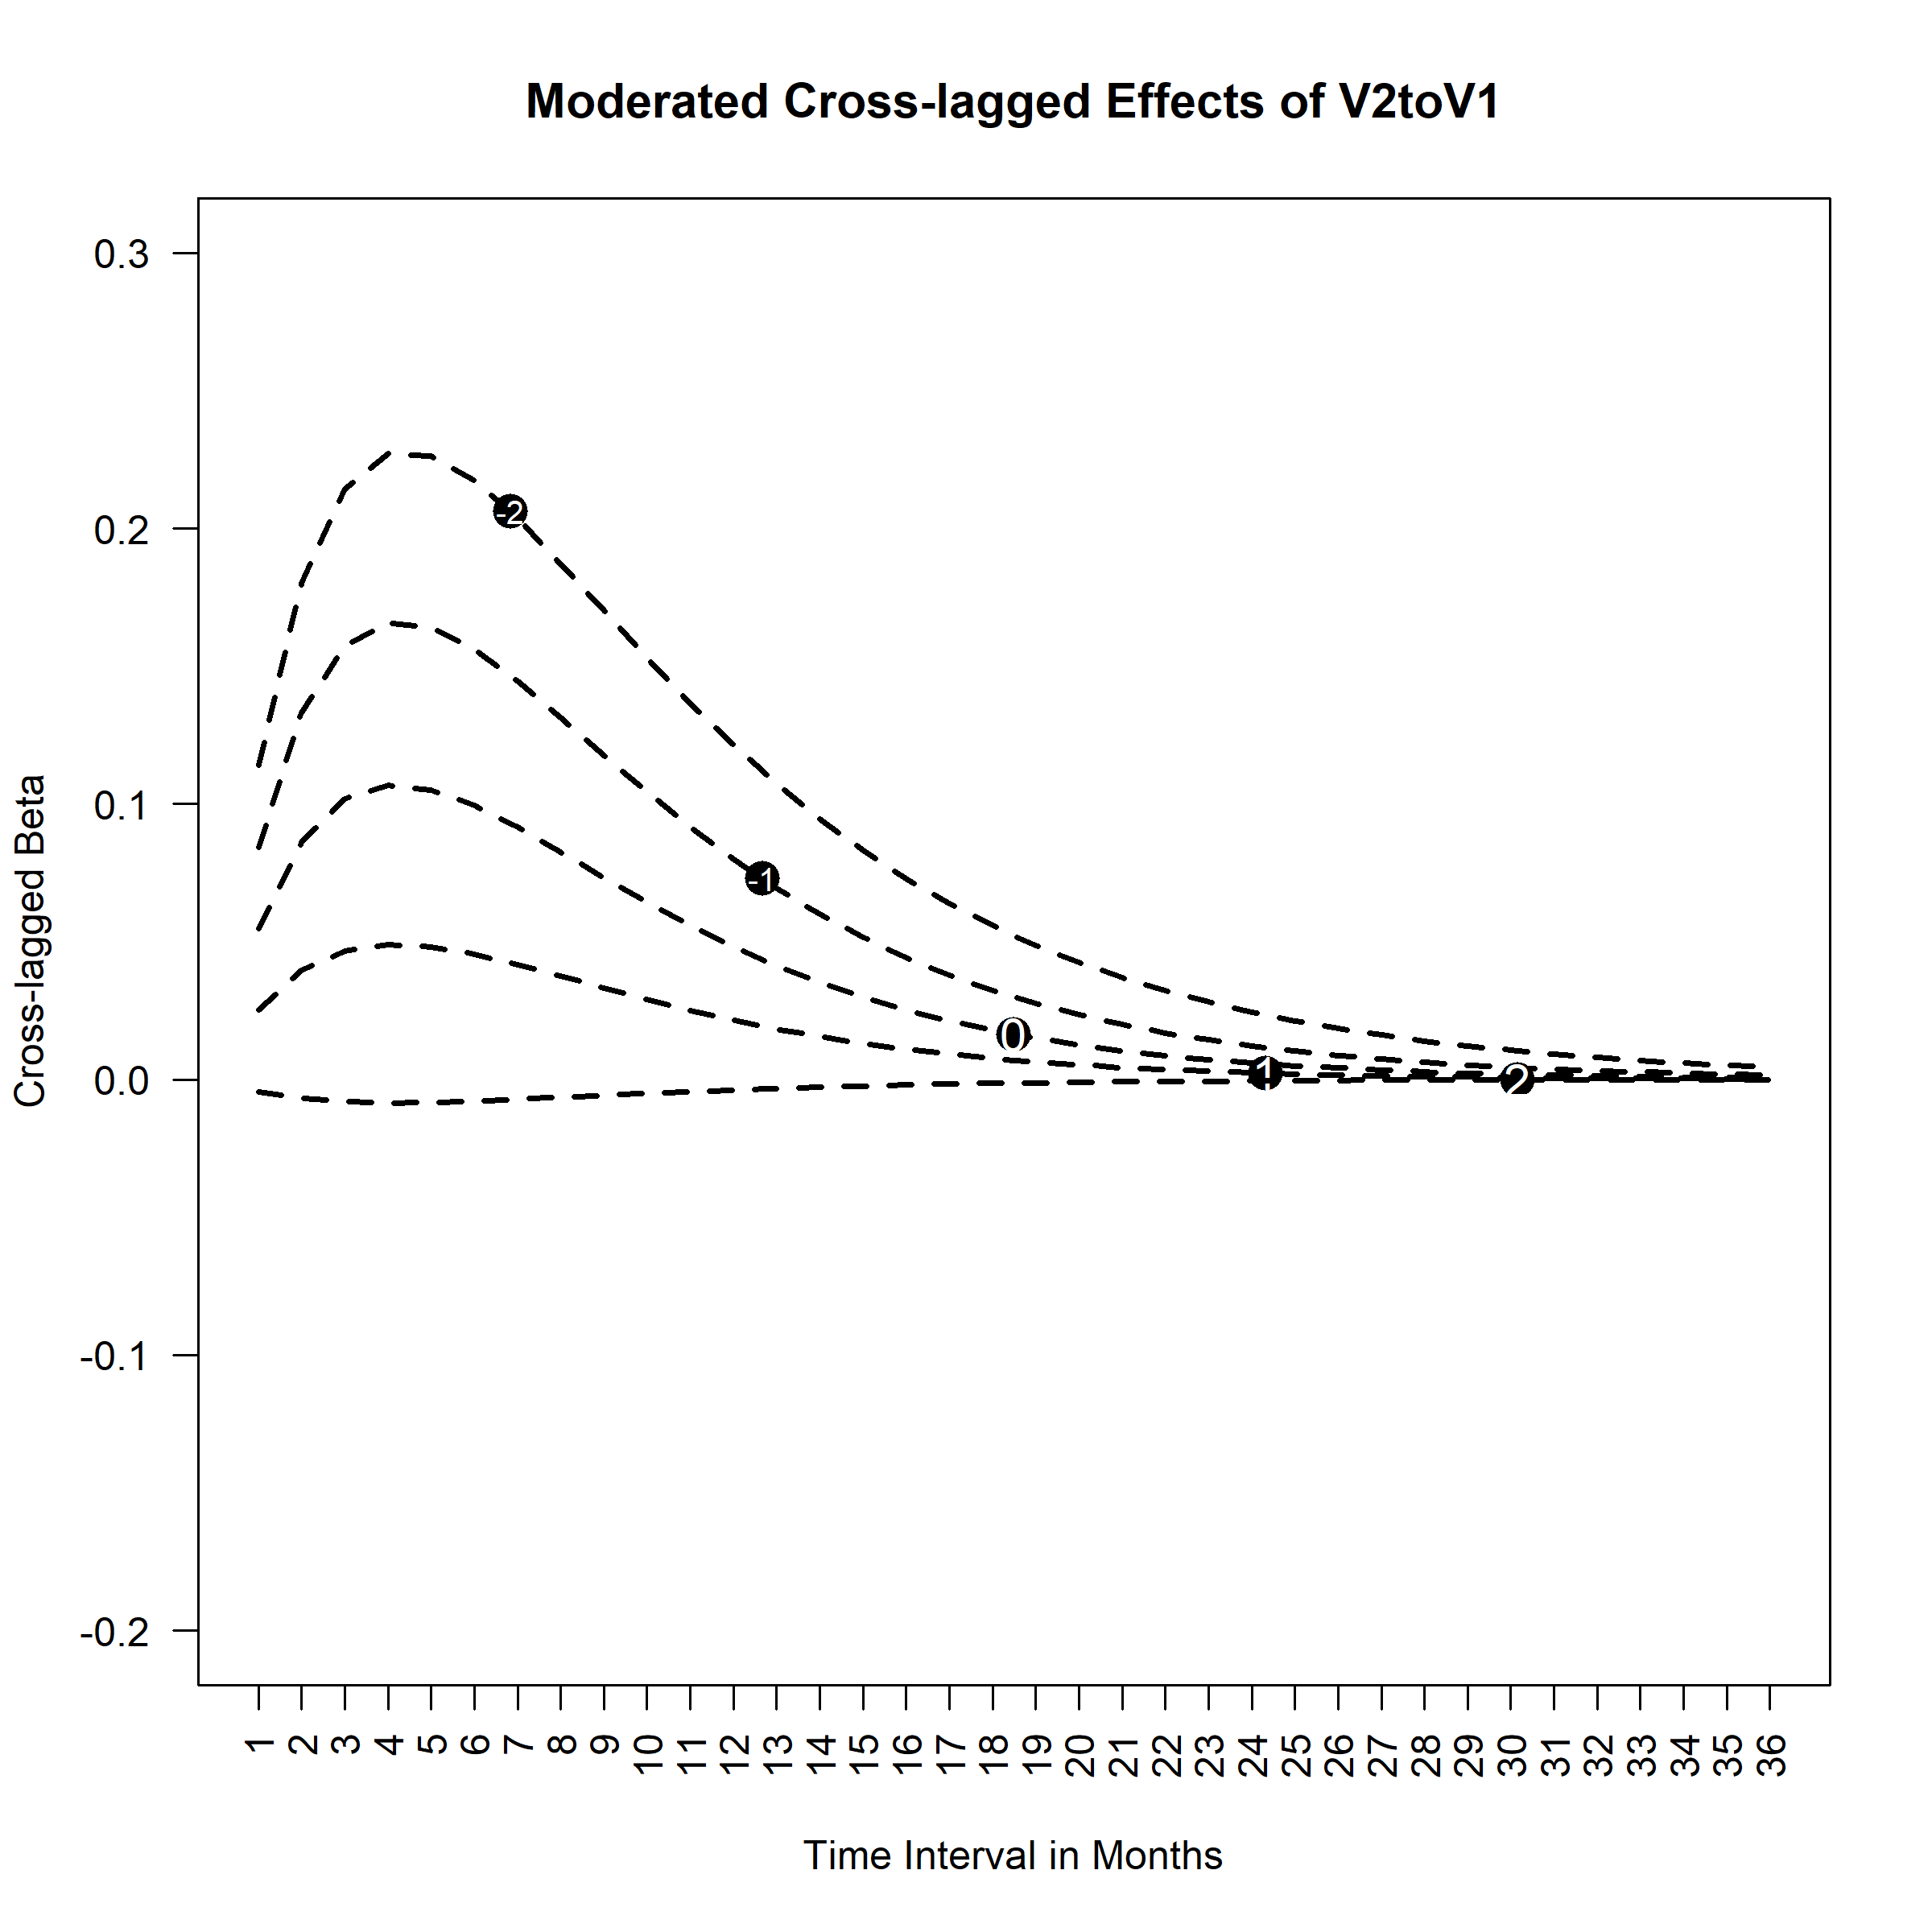 Moderated Cross-lagged Effects of V2toV1
Cross-lagged Beta
0.3
0.2
0.1
0.0
-0.1
-0.2
-2
-1
0
1
2
1 2 3 4 5 6 7 8 9 10 11 12 13 14 15 16 17 18 19 20 21 22 23 24 25 26 27 28 29 30 31 32 33 34 35 36
Time Interval in Months